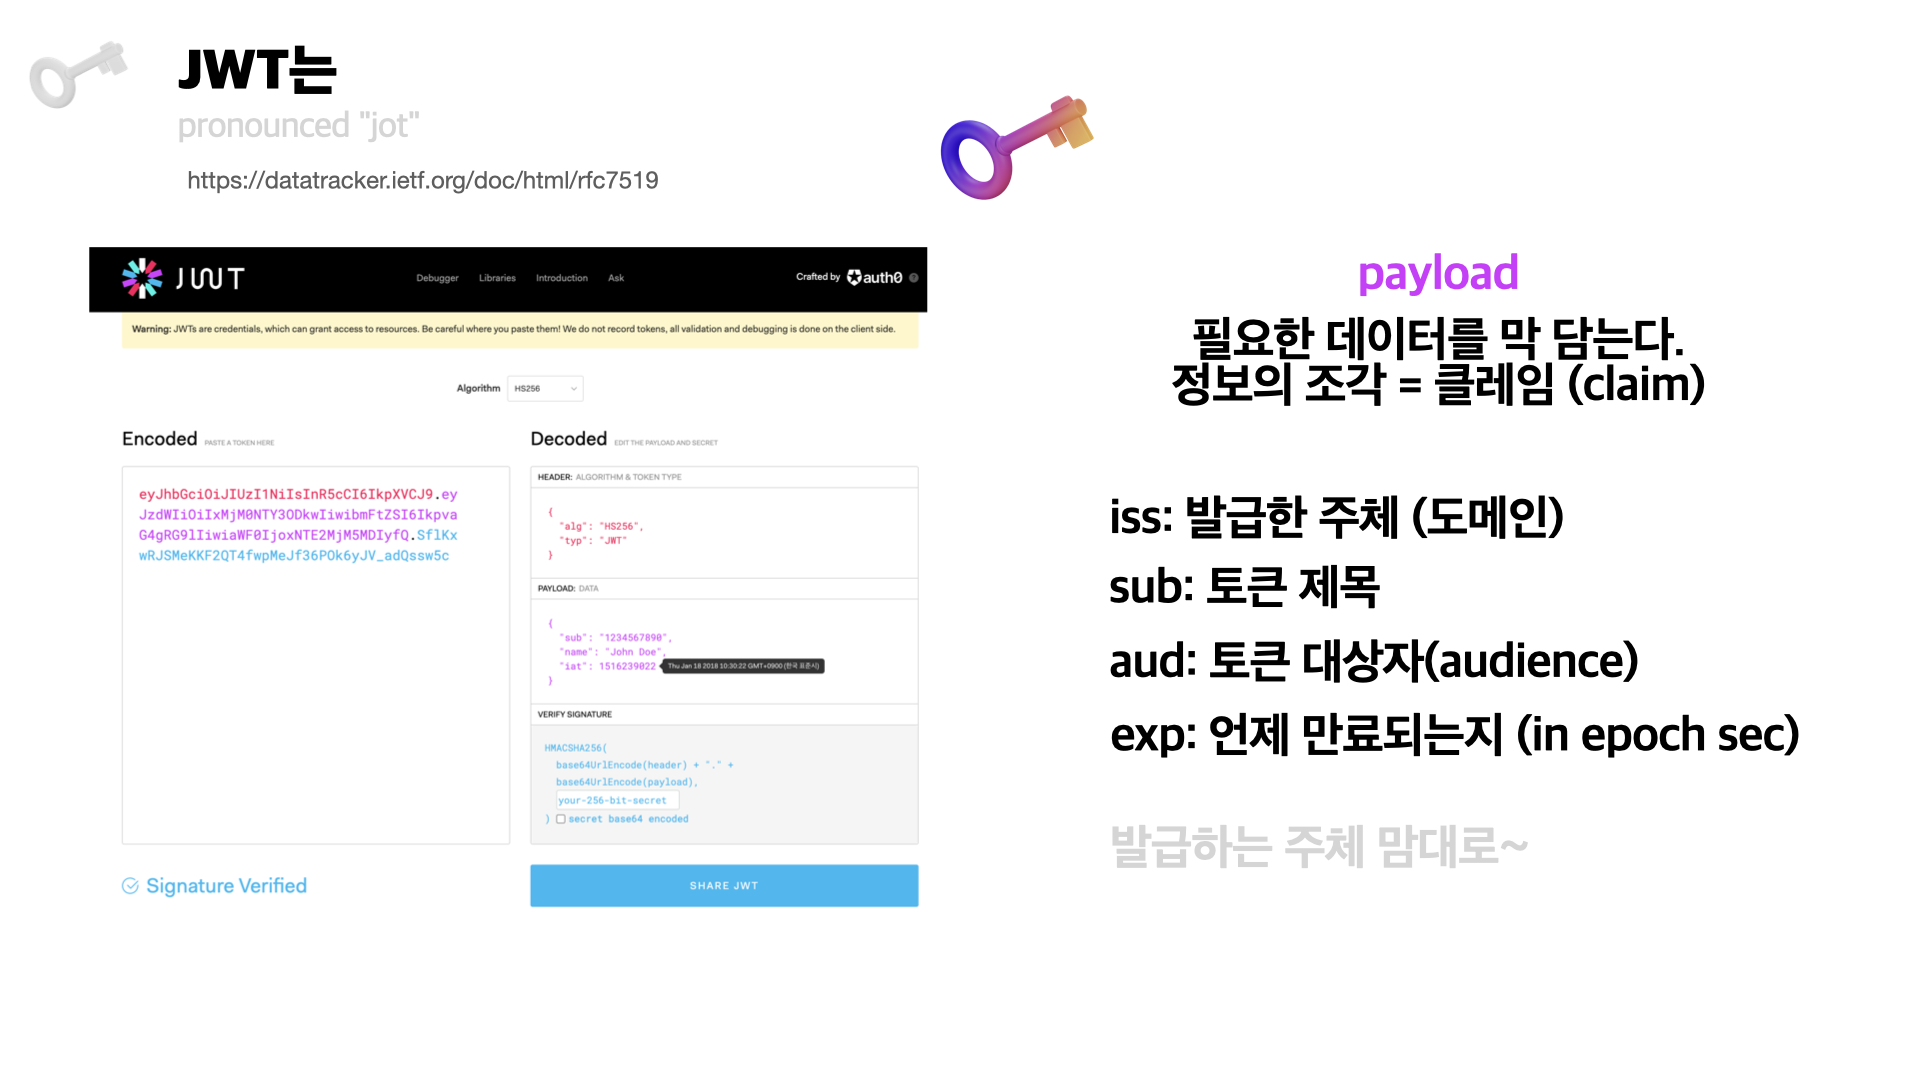 JWT는
pronounced "jot"
https://datatracker.ietf.org/doc/html/rfc7519
JWT
Debugger
Libraries
Introduction
Ask
Crafted by auth0
Warning: JWTs are credentials, which can grant access to resources. Be careful where you paste them! We do not record tokens, all validation and debugging is done on the client side.
Algorithm HS256
Encoded PASTE A TOKEN HERE
eyJhbGciOiJIUzI1NiIsInR5cCI6IkpXVCJ9.ey
JzdWIiOiIxMjM0NTY3ODkwIiwibmFtZSI6Ikpva
G4gRG9lIiwiaWF0IjoxNTE2MjM5MDIyfQ.SflKx
wRJSMeKKF2QT4fwpMeJf36POk6yJV_adQssw5c
Signature Verified
Decoded EDIT THE PAYLOAD AND SECRET
HEADER: ALGORITHM & TOKEN TYPE
{
"alg": "HS256",
"typ": "JWT"
}
PAYLOAD: DATA
{
"sub": "1234567890",
"name": "John Doe",
"iat": 1516239022 Thu Jan 18 2018 10:30:22 GMT+0900 (한국 표준시)
}
VERIFY SIGNATURE
HMACSHA256(
base64UrlEncode(header) + "." +
base64UrlEncode(payload),
your-256-bit-secret
) secret base64 encoded
SHARE JWT
payload
필요한 데이터를 막 담는다.
정보의 조각 = 클레임 (claim)
iss: 발급한 주체 (도메인)
sub: 토큰 제목
aud: 토큰 대상자(audience)
exp: 언제 만료되는지 (in epoch sec)
발급하는 주체 맘대로~